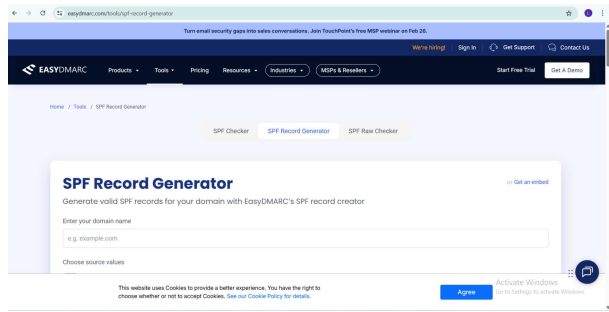 easydmarc.com/tools/spf-record-generator
Turn email security gaps into sales conversations. Join TouchPoint's free MSP webinar on Feb 26.
We're hiring! Sign In Get Support Contact Us
EASYDMARC Products Tools Pricing Resources Industries MSPs & Resellers Start Free Trial Get A Demo
Home / Tools / SPF Record Generator
SPF Checker SPF Record Generator SPF Raw Checker
SPF Record Generator
Get an embed
Generate valid SPF records for your domain with EasyDMARC's SPF record creator
Enter your domain name
e.g. example.com
Choose source values
This website uses Cookies to provide a better experience. You have the right to
choose whether or not to accept Cookies. See our Cookie Policy for details.
Agree
Activate Windows
Go to Settings to activate Windows.